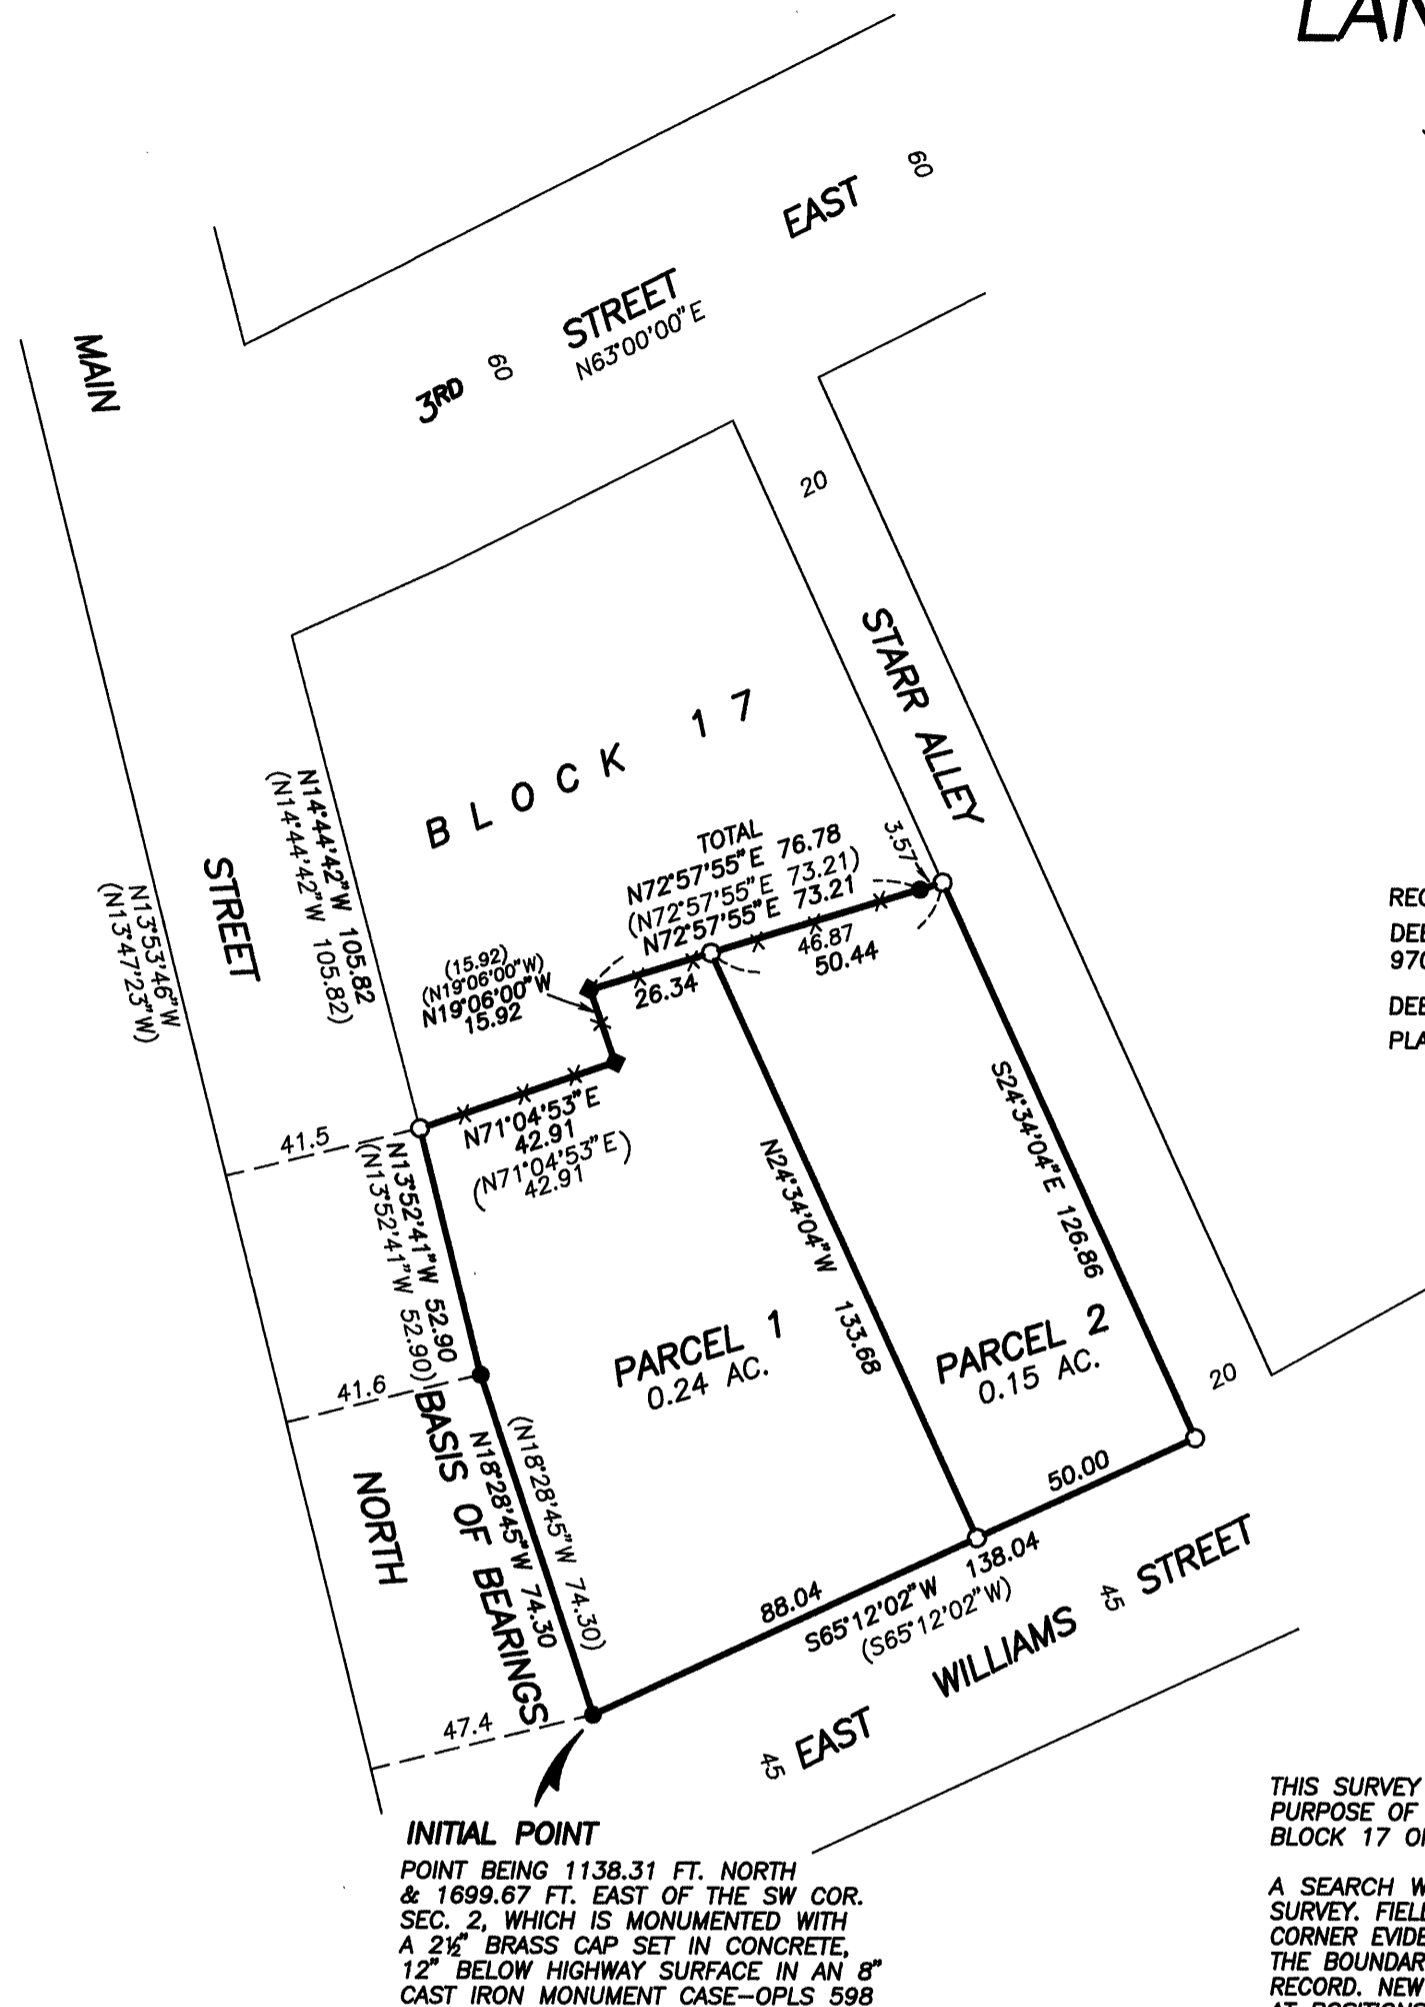 LAN
EAST 60
STREET
N63°00'00"E
3RD 60
MAIN
20
STARR ALLEY
BLOCK 17
N14°44'42"W 105.82
(N14°44'42"W 105.82)
STREET
N13°53'46"W
(N13°47'23"W)
TOTAL
N72°57'55"E 76.78
(N72°57'55"E 73.21)
N72°57'55"E 73.21
3.57
46.87
50.44
26.34
(15.92)
(N19°06'00"W)
N19°06'00"W
15.92
REC
DEE
970
DEE
PLA
N71°04'53"E
42.91
(N71°04'53"E)
42.91
41.5
N13°52'41"W 52.90
(N13°52'41"W 52.90)
S24°34'04"E 126.86
N24°34'04"W 133.68
PARCEL 1
0.24 AC.
PARCEL 2
0.15 AC.
20
41.6
BASIS OF BEARINGS
(N18°28'45"W 74.30)
N18°28'45"W 74.30
NORTH
50.00
138.04
88.04
S65°12'02"W
(S65°12'02"W)
45 EAST WILLIAMS 45 STREET
47.4
INITIAL POINT
POINT BEING 1138.31 FT. NORTH
& 1699.67 FT. EAST OF THE SW COR.
SEC. 2, WHICH IS MONUMENTED WITH
A 2½" BRASS CAP SET IN CONCRETE,
12" BELOW HIGHWAY SURFACE IN AN 8"
CAST IRON MONUMENT CASE-OPLS 598
THIS SURVEY
PURPOSE OF
BLOCK 17 O
A SEARCH W
SURVEY. FIEL
CORNER EVIDE
THE BOUNDAR
RECORD. NEW